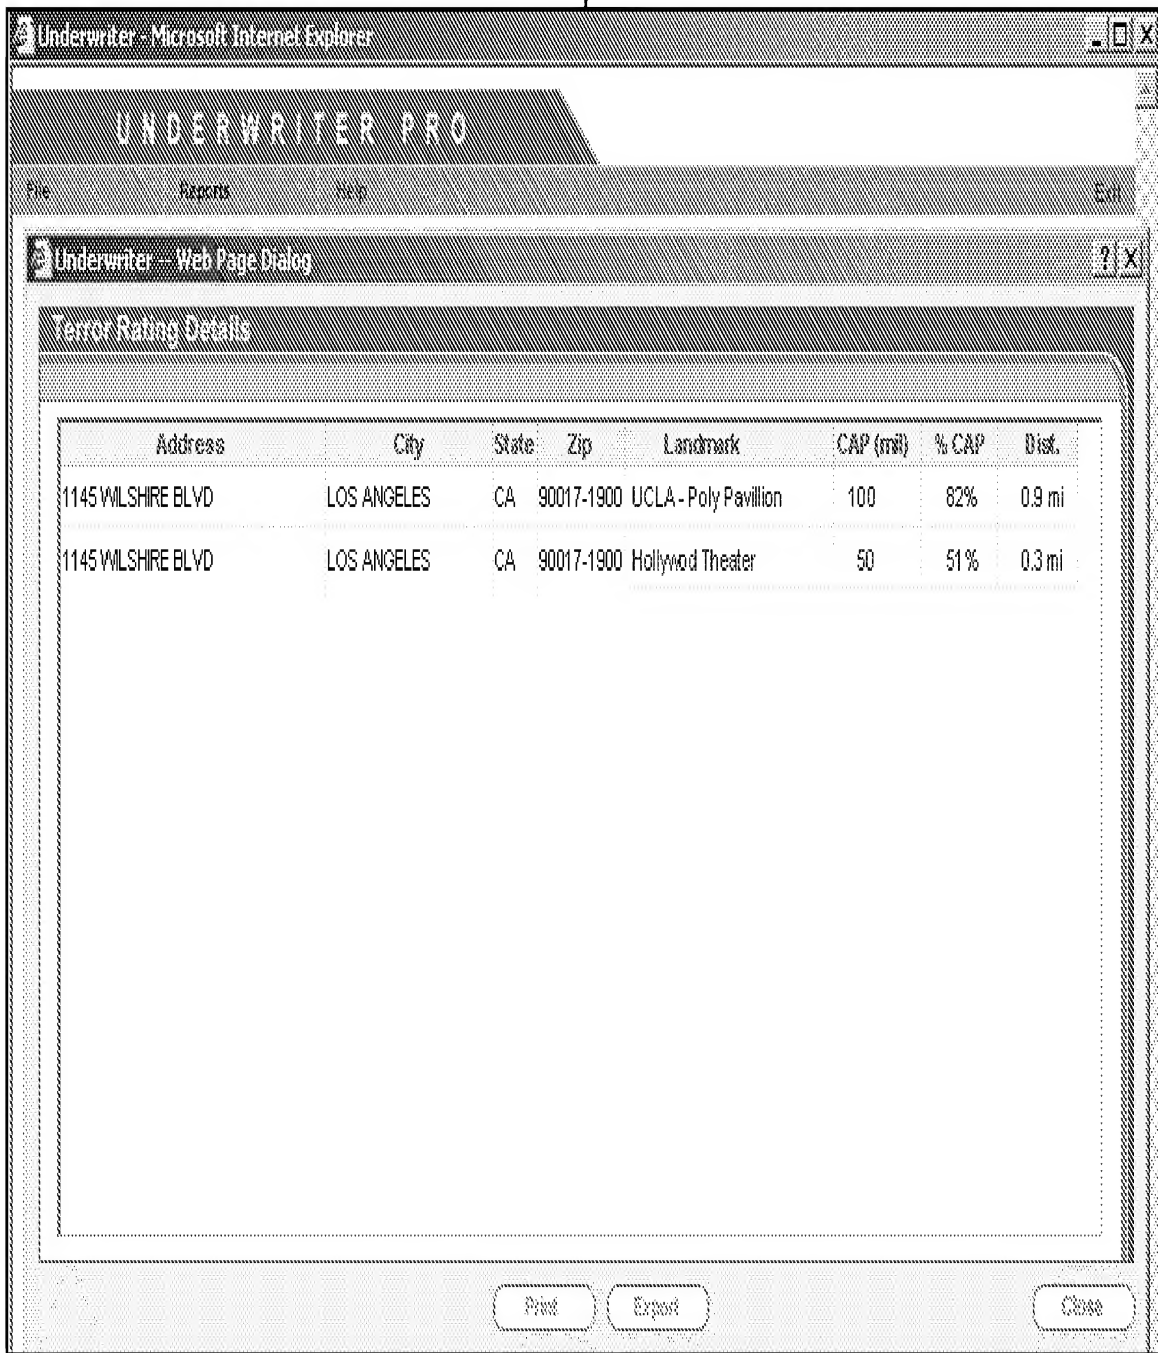 Underwriter - Microsoft Internet Explorer
UNDERWRITER PRO
File Reports Help Exit
Underwriter -- Web Page Dialog
Terror Rating Details
Address City State Zip Landmark CAP (mil) % CAP Dist.
1145 WILSHIRE BLVD LOS ANGELES CA 90017-1900 UCLA - Poly Pavillion 100 82% 0.9 mi
1145 WILSHIRE BLVD LOS ANGELES CA 90017-1900 Hollywod Theater 50 51% 0.3 mi
Print Export Close